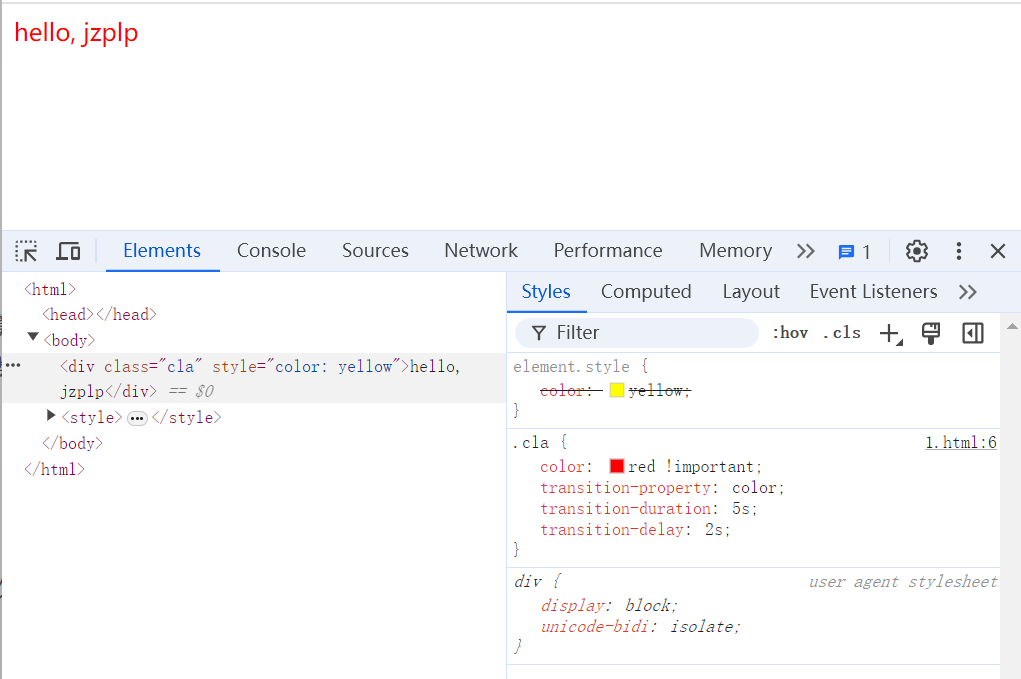 hello, jzplp
Elements Console Sources Network Performance Memory 1
<html>
<head></head>
<body>
<div class="cla" style="color: yellow">hello,
jzplp</div> == $0
<style> </style>
</body>
</html>
Styles Computed Layout Event Listeners
Filter :hov .cls
element.style {
color: yellow;
}
.cla { 1.html:6
color: red !important;
transition-property: color;
transition-duration: 5s;
transition-delay: 2s;
}
div { user agent stylesheet
display: block;
unicode-bidi: isolate;
}